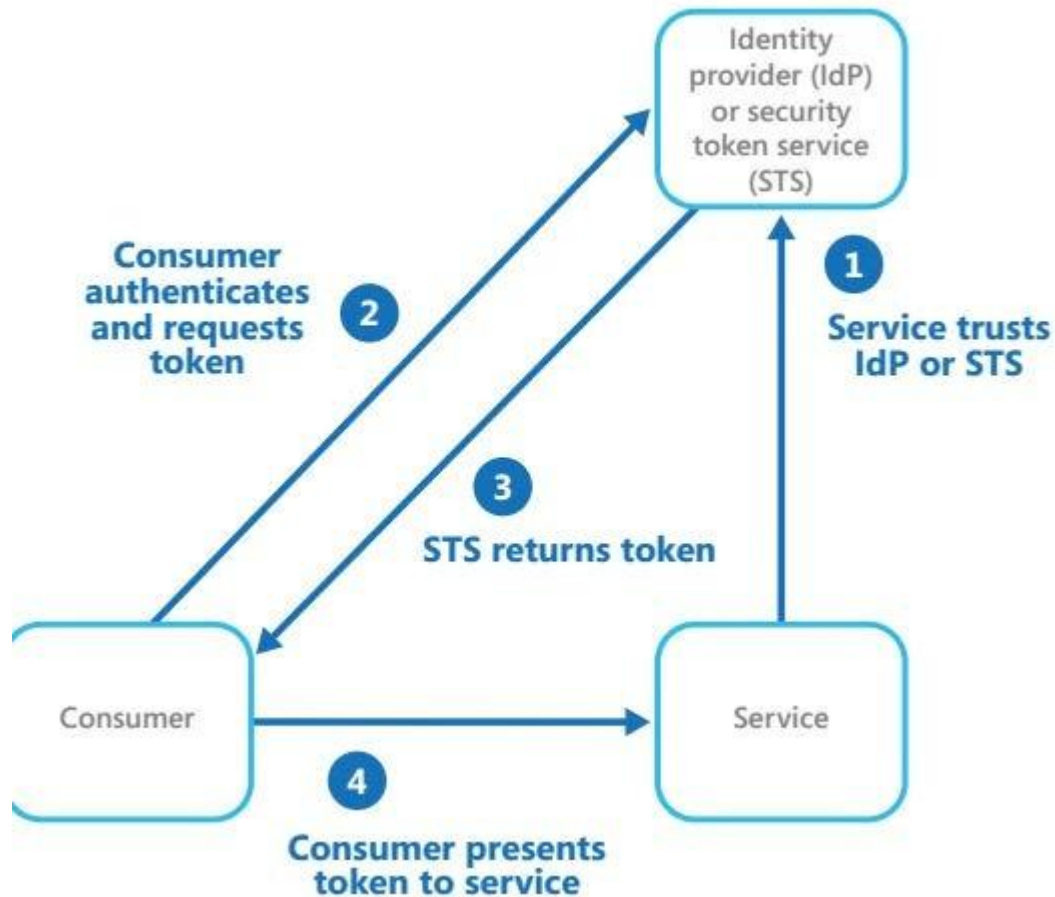 Identity
provider (IdP)
or security
token service
(STS)
1
Service trusts
IdP or STS
Consumer
authenticates
and requests
token
2
3
STS returns token
Consumer
Service
4
Consumer presents
token to service